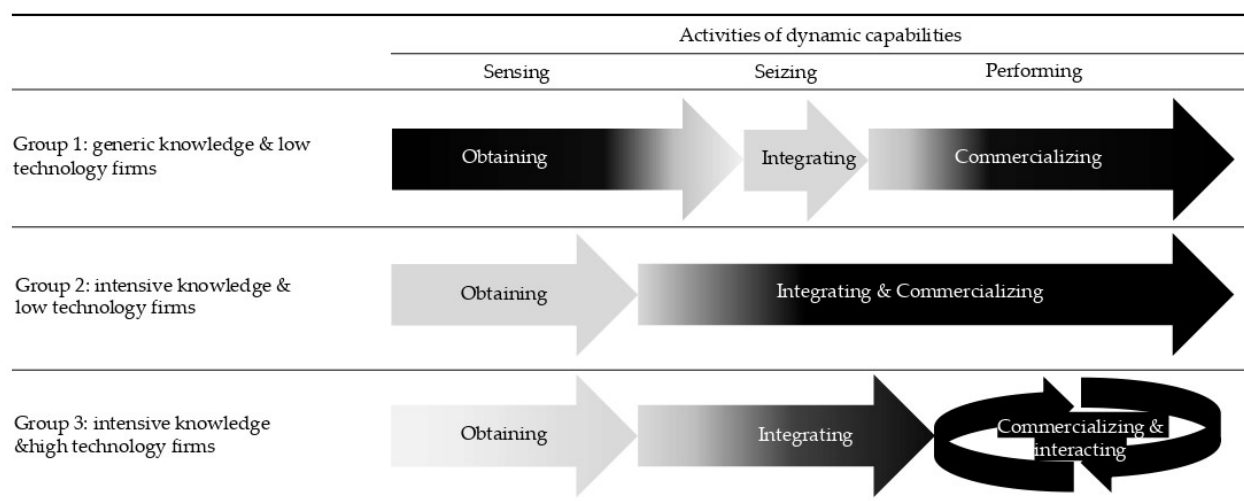 Activities of dynamic capabilities
Sensing
Seizing
Performing
Group 1: generic knowledge & low
technology firms
Obtaining
Integrating
Commercializing
Group 2: intensive knowledge &
low technology firms
Obtaining
Integrating & Commercializing
Group 3: intensive knowledge
&high technology firms
Obtaining
Integrating
Commercializing &
interacting